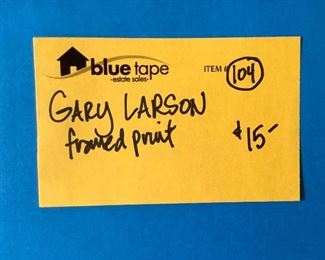 blue tape
-estate sales-
ITEM # 104
GARY LARSON
framed print $15-